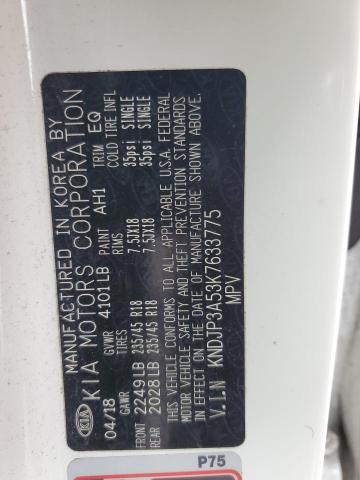 MANUFACTURED IN KOREA BY
KIA MOTORS CORPORATION
KIA
04/18 GVWR 4101LB PAINT AH1 TRIM EQ
GAWR TIRES RIMS COLD TIRE INFL
FRONT 2249LB 235/45 R18 7.5JX18 35psi SINGLE
REAR 2028LB 235/45 R18 7.5JX18 35psi SINGLE
THIS VEHICLE CONFORMS TO ALL APPLICABLE U.S.A. FEDERAL
MOTOR VEHICLE SAFETY AND THEFT PREVENTION STANDARDS
IN EFFECT ON THE DATE OF MANUFACTURE SHOWN ABOVE.
V.I.N KNDJP3A53K7633775
MPV
P75